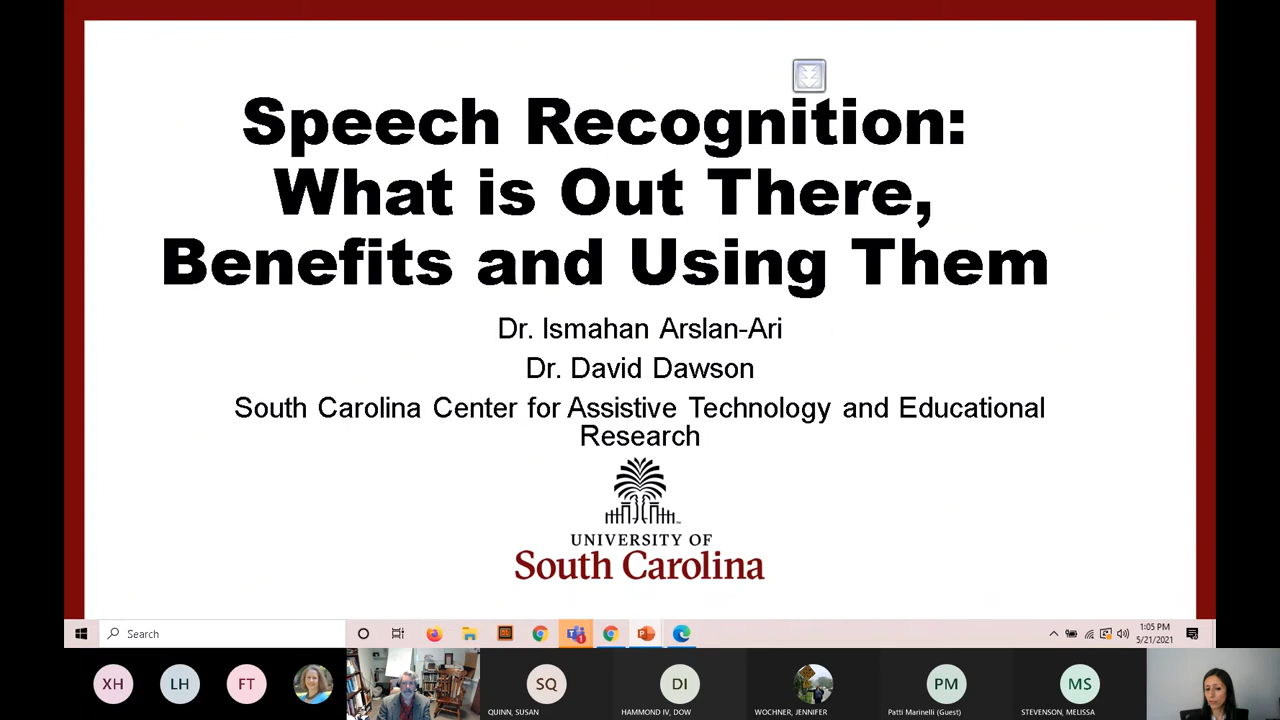 Speech Recognition:
What is Out There,
Benefits and Using Them
Dr. Ismahan Arslan-Ari
Dr. David Dawson
South Carolina Center for Assistive Technology and Educational
Research
UNIVERSITY OF
South Carolina
Search
1:05 PM
5/21/2021
XH
LH
FT
SQ
DI
PM
MS
QUINN, SUSAN
HAMMOND IV, DOW
WOCHNER, JENNIFER
Patti Marinelli (Guest)
STEVENSON, MELISSA